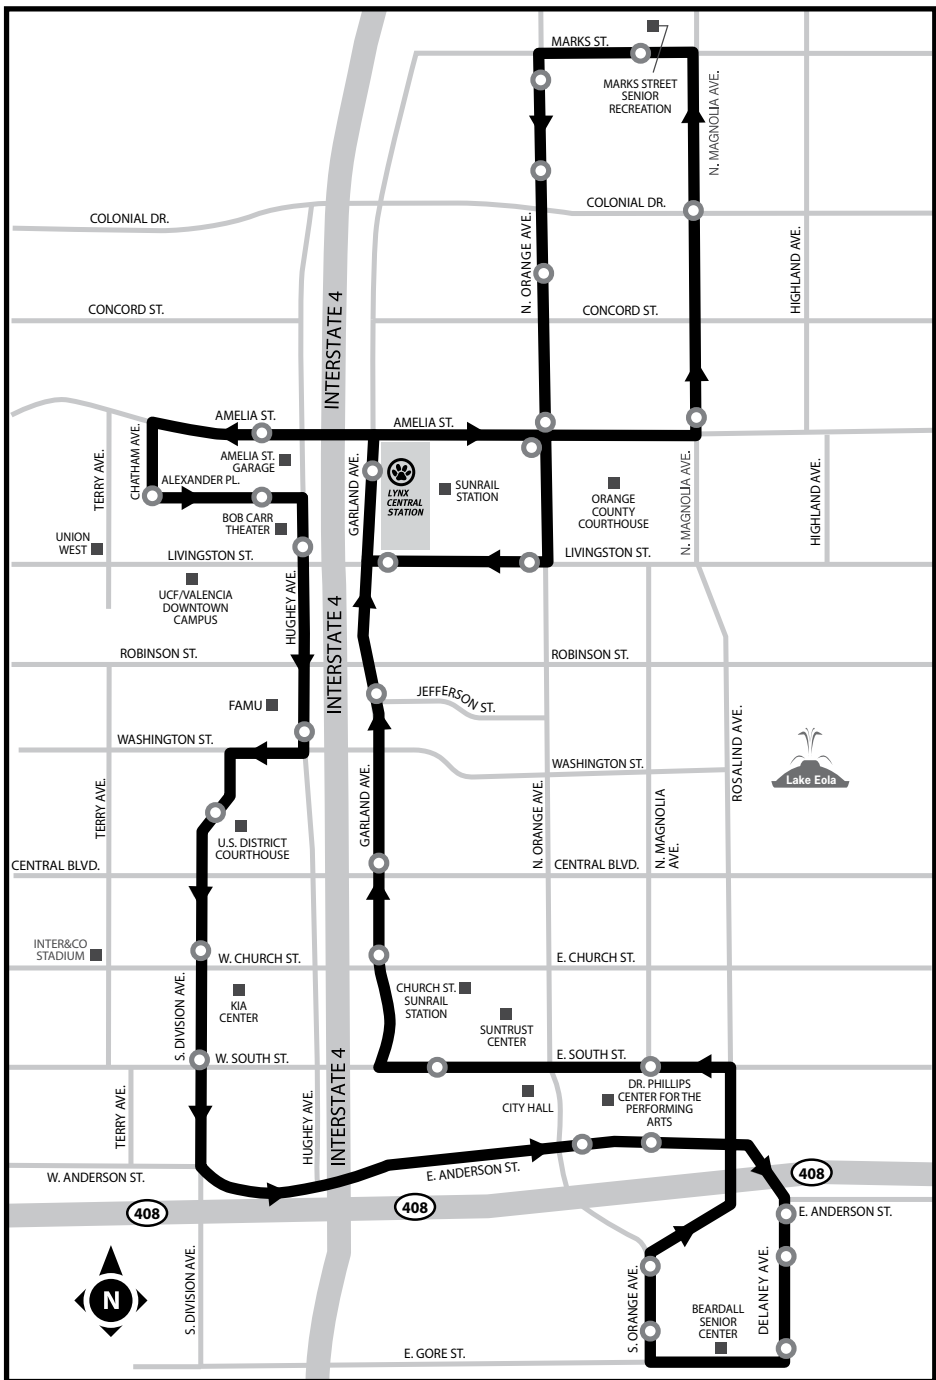 MARKS ST.
MARKS STREET
SENIOR
RECREATION
N. MAGNOLIA AVE.
COLONIAL DR.
COLONIAL DR.
N. ORANGE AVE.
HIGHLAND AVE.
CONCORD ST.
CONCORD ST.
INTERSTATE 4
AMELIA ST.
AMELIA ST.
CHATHAM AVE.
TERRY AVE.
AMELIA ST.
GARAGE
ALEXANDER PL.
GARLAND AVE.
LYNX
CENTRAL
STATION
SUNRAIL
STATION
ORANGE
COUNTY
COURTHOUSE
N. MAGNOLIA AVE.
HIGHLAND AVE.
BOB CARR
THEATER
UNION
WEST
LIVINGSTON ST.
LIVINGSTON ST.
UCF/VALENCIA
DOWNTOWN
CAMPUS
HUGHEY AVE.
INTERSTATE 4
ROBINSON ST.
ROBINSON ST.
JEFFERSON ST.
FAMU
WASHINGTON ST.
WASHINGTON ST.
ROSALIND AVE.
Lake Eola
TERRY AVE.
GARLAND AVE.
N. ORANGE AVE.
N. MAGNOLIA
AVE.
U.S. DISTRICT
COURTHOUSE
CENTRAL BLVD.
CENTRAL BLVD.
INTER&CO
STADIUM
W. CHURCH ST.
E. CHURCH ST.
S. DIVISION AVE.
KIA
CENTER
CHURCH ST.
SUNRAIL
STATION
SUNTRUST
CENTER
W. SOUTH ST.
E. SOUTH ST.
INTERSTATE 4
TERRY AVE.
HUGHEY AVE.
CITY HALL
DR. PHILLIPS
CENTER FOR THE
PERFORMING
ARTS
W. ANDERSON ST.
E. ANDERSON ST.
408
408
408
E. ANDERSON ST.
N
S. DIVISION AVE.
S. ORANGE AVE.
BEARDALL
SENIOR
CENTER
DELANEY AVE.
E. GORE ST.